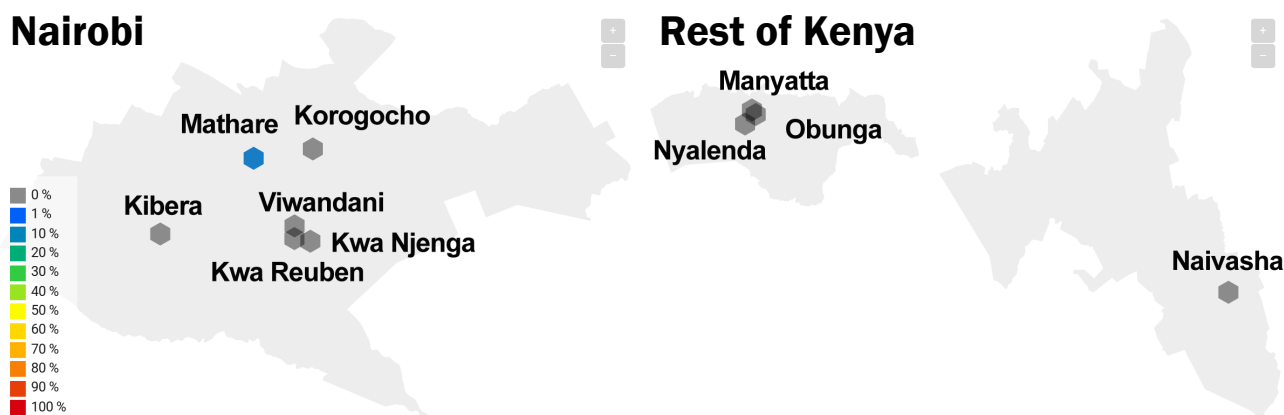 Nairobi
Rest of Kenya
+
−
+
−
Manyatta
Mathare
Korogocho
Obunga
Nyalenda
Kibera
Viwandani
Kwa Njenga
Kwa Reuben
Naivasha
0 %
1 %
10 %
20 %
30 %
40 %
50 %
60 %
70 %
80 %
90 %
100 %